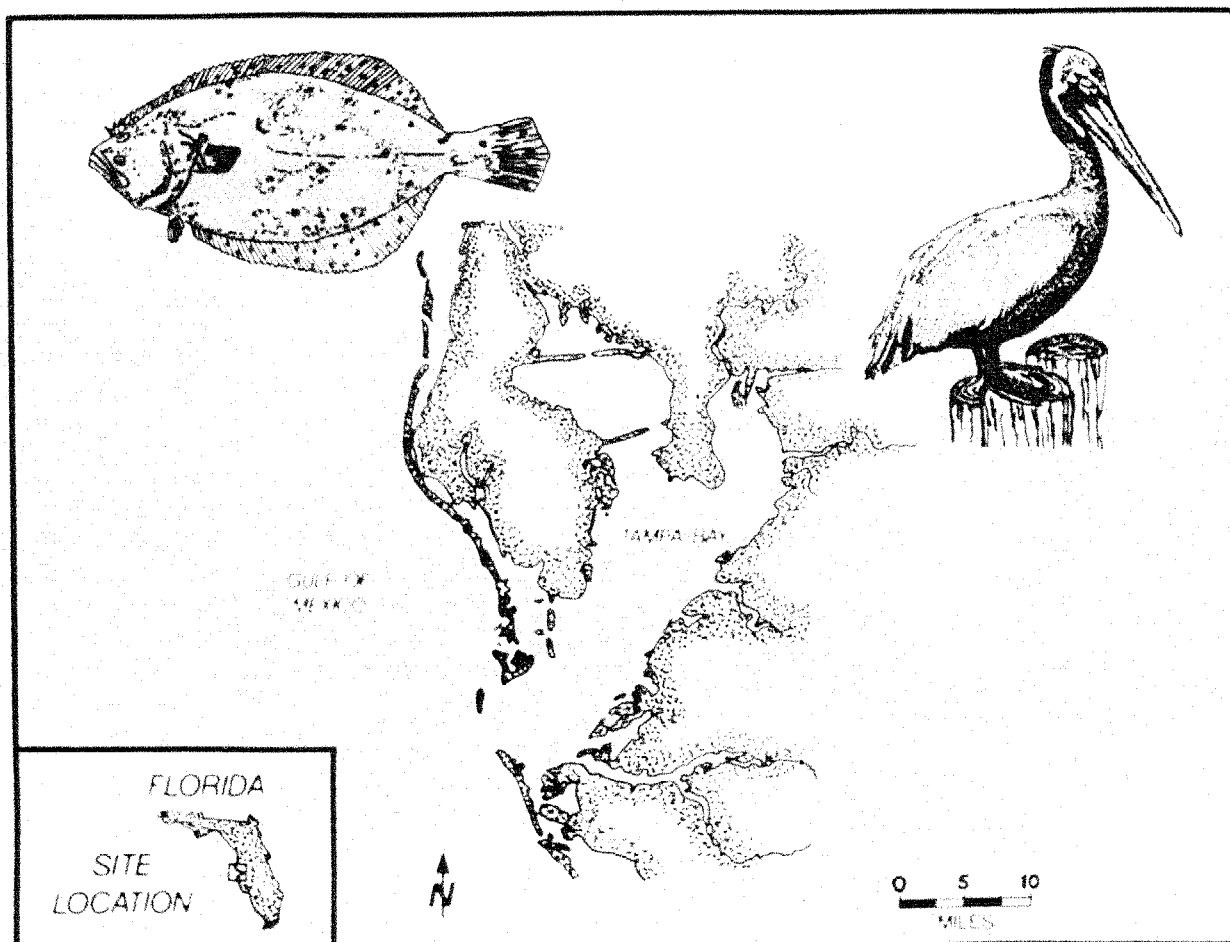 TAMPA BAY
GULF OF
MEXICO
FLORIDA
SITE
LOCATION
N
0 5 10
MILES